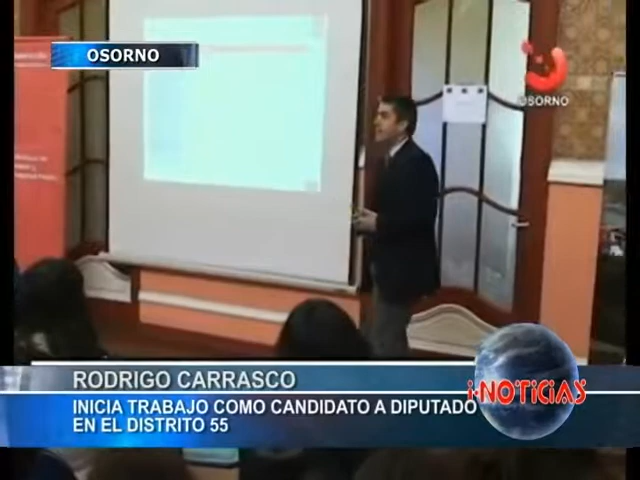 OSORNO
OSORNO
RODRIGO CARRASCO
INICIA TRABAJO COMO CANDIDATO A DIPUTADO
EN EL DISTRITO 55
i-NOTICIAS